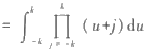 = ∫_{-k}^{k} ∏_{j=-k}^{k} (u+j) du